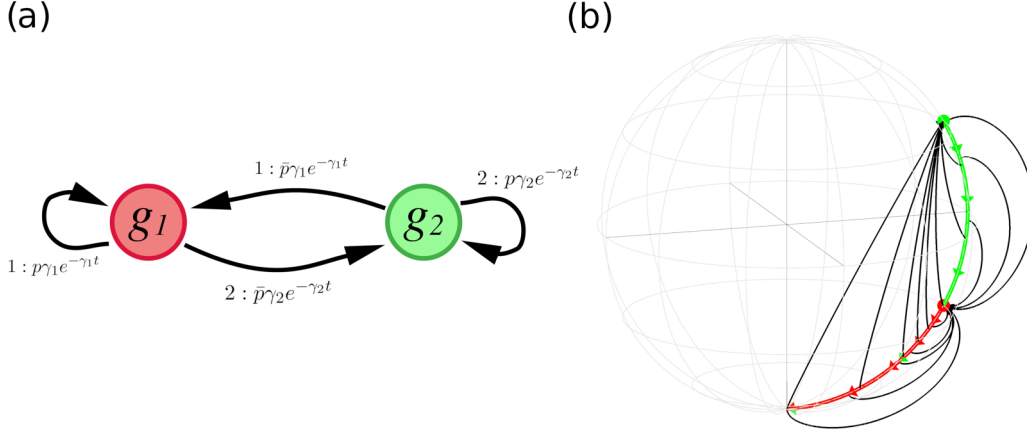 (a)
(b)
1 : p̄γ₁e^{-γ₁t}
2 : pγ₂e^{-γ₂t}
g₁
g₂
1 : pγ₁e^{-γ₁t}
2 : p̄γ₂e^{-γ₂t}